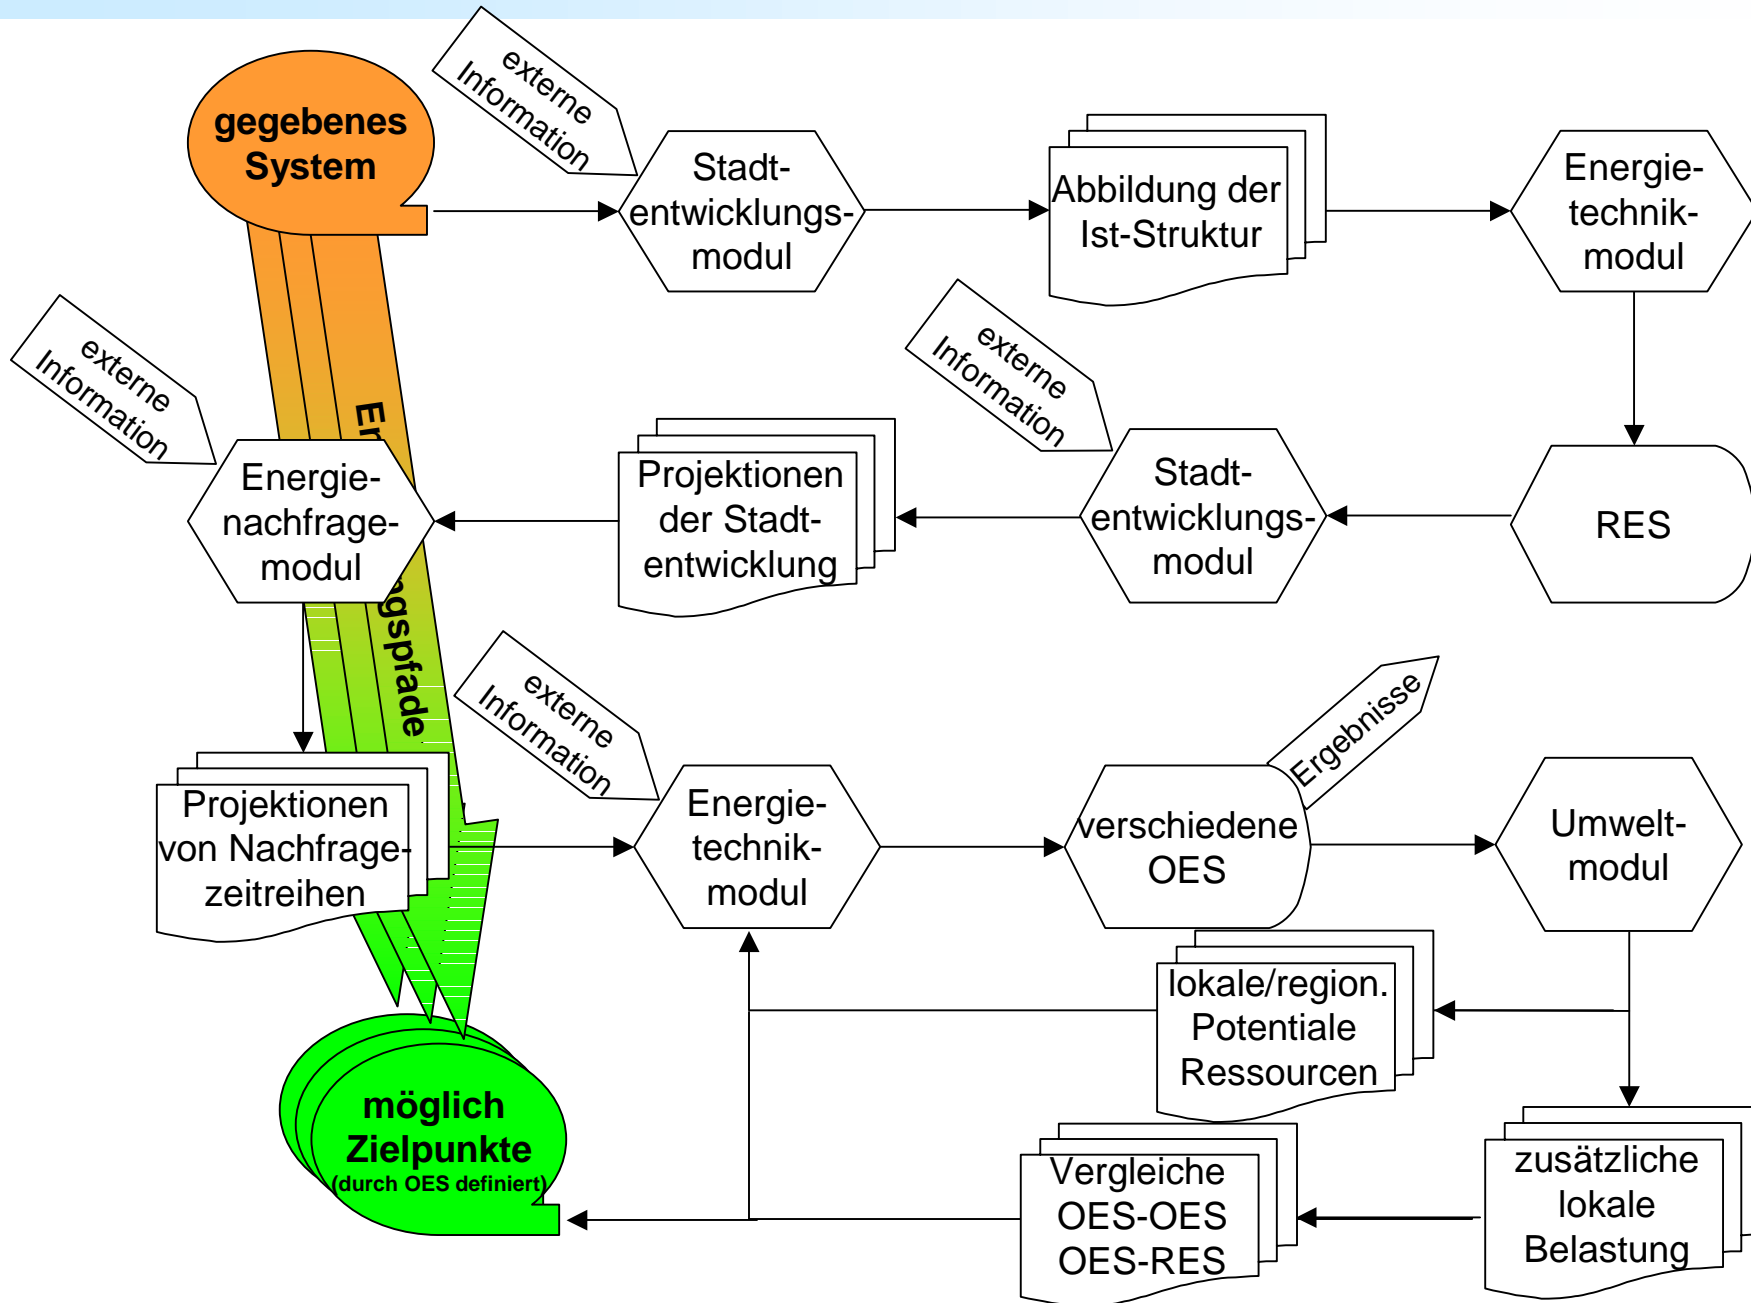 gegebenes
System
externe
Information
Stadt-
entwicklungs-
modul
Abbildung der
Ist-Struktur
Energie-
technik-
modul
externe
Information
Energie-
nachfrage-
modul
Projektionen
der Stadt-
entwicklung
externe
Information
Stadt-
entwicklungs-
modul
RES
externe
Information
Projektionen
von Nachfrage-
zeitreihen
Energie-
technik-
modul
verschiedene
OES
Ergebnisse
Umwelt-
modul
lokale/region.
Potentiale
Ressourcen
möglich
Zielpunkte
(durch OES definiert)
Vergleiche
OES-OES
OES-RES
zusätzliche
lokale
Belastung